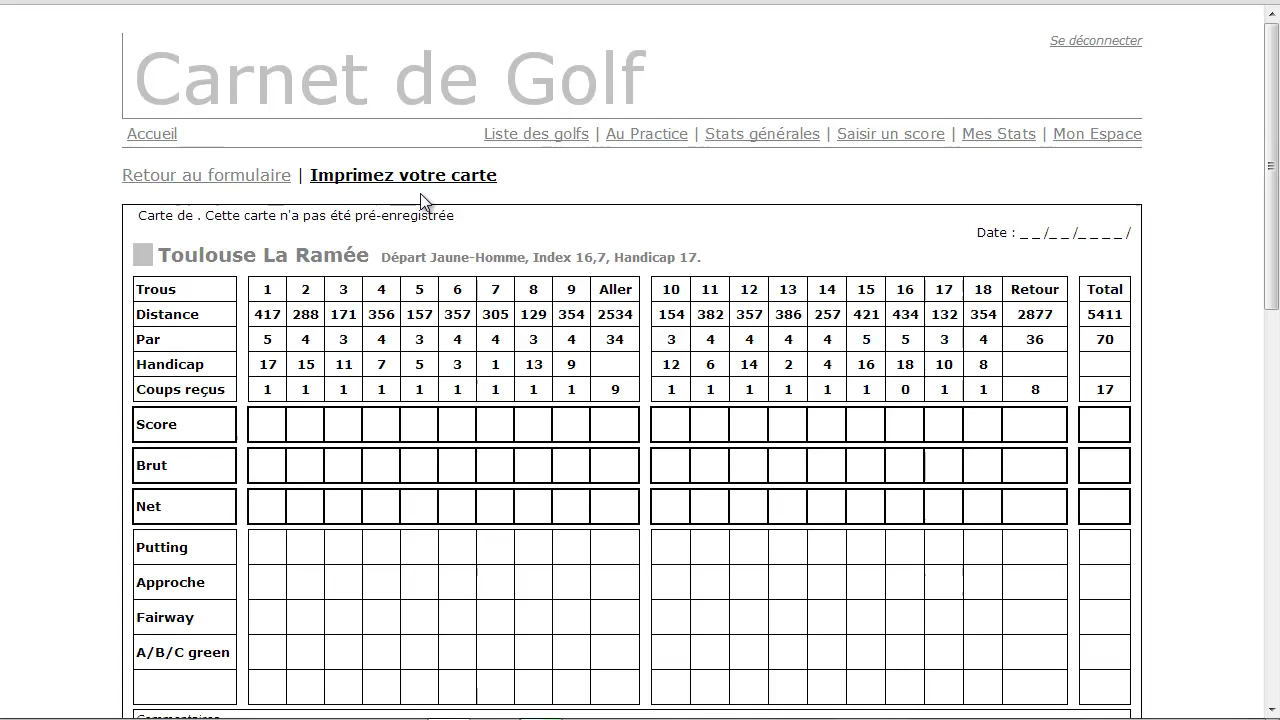 Se déconnecter
Carnet de Golf
Accueil Liste des golfs | Au Practice | Stats générales | Saisir un score | Mes Stats | Mon Espace
Retour au formulaire | Imprimez votre carte
Carte de . Cette carte n'a pas été pré-enregistrée
Date : _ _ /_ _ /_ _ _ _ /
Toulouse La Ramée Départ Jaune-Homme, Index 16,7, Handicap 17.
Trous 1 2 3 4 5 6 7 8 9 Aller 10 11 12 13 14 15 16 17 18 Retour Total
Distance 417 288 171 356 157 357 305 129 354 2534 154 382 357 386 257 421 434 132 354 2877 5411
Par 5 4 3 4 3 4 4 3 4 34 3 4 4 4 4 5 5 3 4 36 70
Handicap 17 15 11 7 5 3 1 13 9 12 6 14 2 4 16 18 10 8
Coups reçus 1 1 1 1 1 1 1 1 1 9 1 1 1 1 1 1 0 1 1 8 17
Score
Brut
Net
Putting
Approche
Fairway
A/B/C green
Commentaires